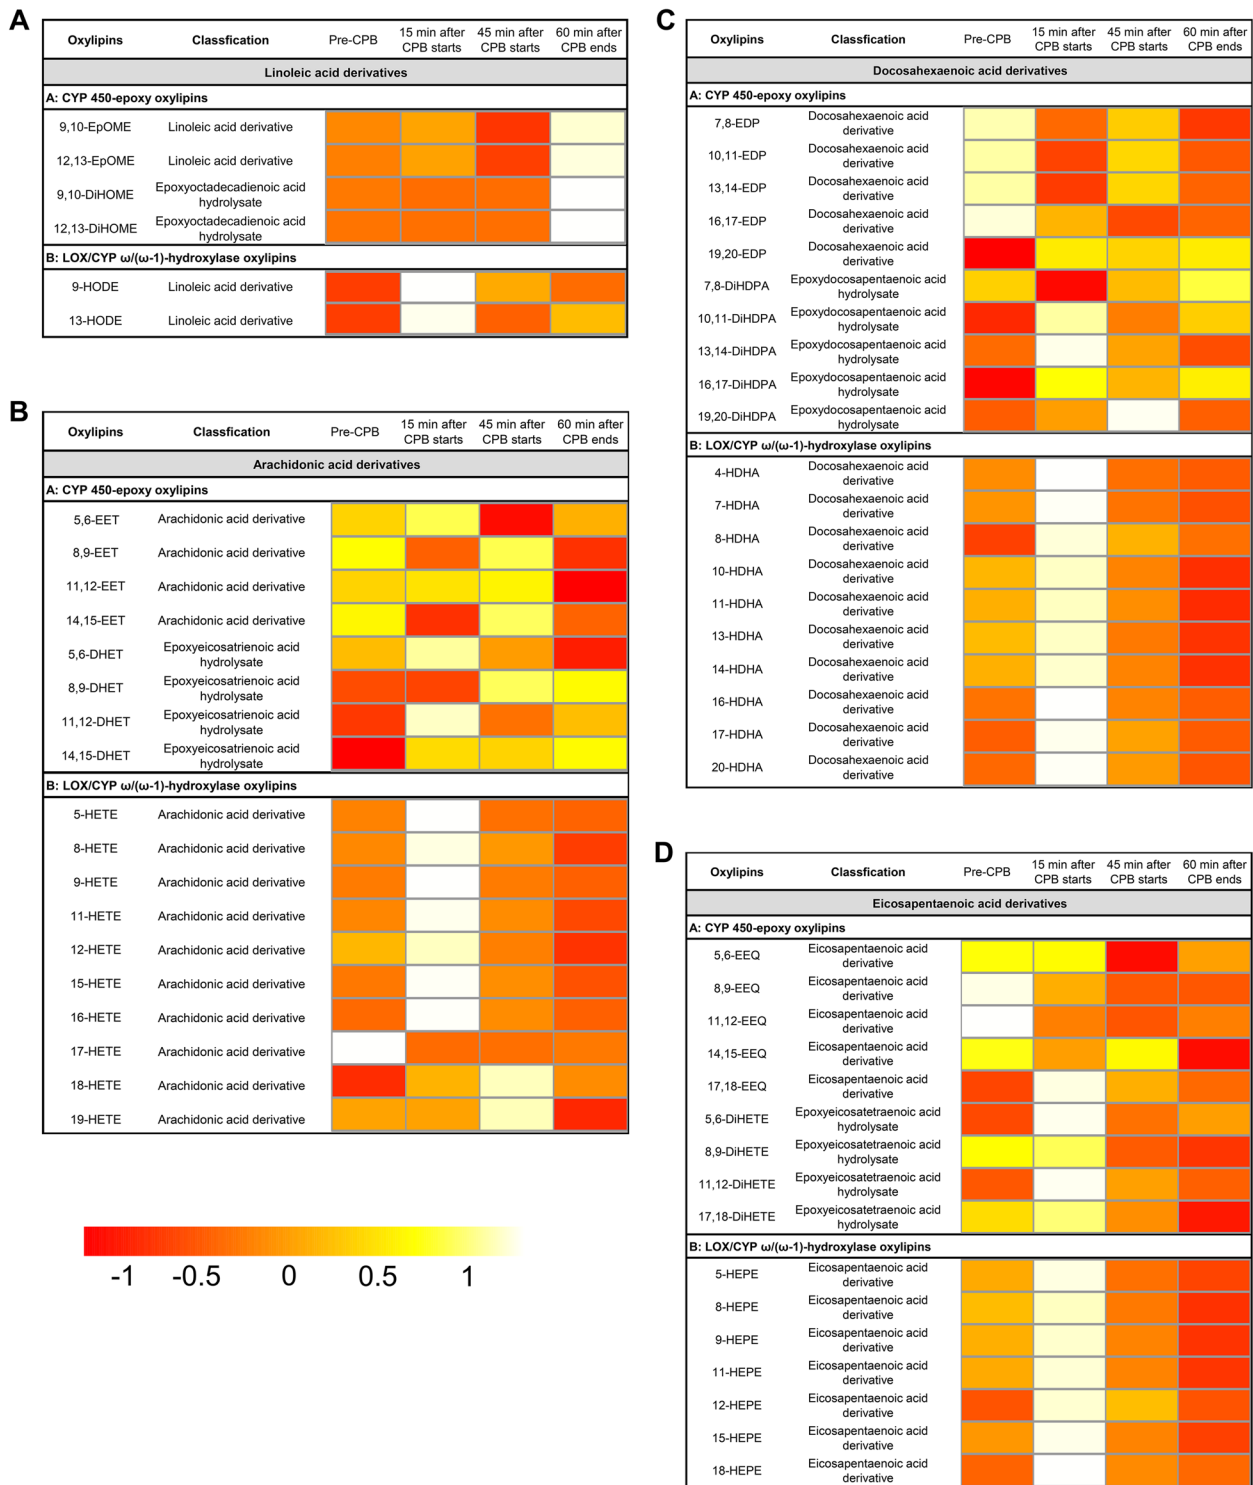 A
Oxylipins Classfication Pre-CPB 15 min after CPB starts 45 min after CPB starts 60 min after CPB ends
Linoleic acid derivatives
A: CYP 450-epoxy oxylipins
9,10-EpOME Linoleic acid derivative
12,13-EpOME Linoleic acid derivative
9,10-DiHOME Epoxyoctadecadienoic acid hydrolysate
12,13-DiHOME Epoxyoctadecadienoic acid hydrolysate
B: LOX/CYP ω/(ω-1)-hydroxylase oxylipins
9-HODE Linoleic acid derivative
13-HODE Linoleic acid derivative
B
Oxylipins Classfication Pre-CPB 15 min after CPB starts 45 min after CPB starts 60 min after CPB ends
Arachidonic acid derivatives
A: CYP 450-epoxy oxylipins
5,6-EET Arachidonic acid derivative
8,9-EET Arachidonic acid derivative
11,12-EET Arachidonic acid derivative
14,15-EET Arachidonic acid derivative
5,6-DHET Epoxyeicosatrienoic acid hydrolysate
8,9-DHET Epoxyeicosatrienoic acid hydrolysate
11,12-DHET Epoxyeicosatrienoic acid hydrolysate
14,15-DHET Epoxyeicosatrienoic acid hydrolysate
B: LOX/CYP ω/(ω-1)-hydroxylase oxylipins
5-HETE Arachidonic acid derivative
8-HETE Arachidonic acid derivative
9-HETE Arachidonic acid derivative
11-HETE Arachidonic acid derivative
12-HETE Arachidonic acid derivative
15-HETE Arachidonic acid derivative
16-HETE Arachidonic acid derivative
17-HETE Arachidonic acid derivative
18-HETE Arachidonic acid derivative
19-HETE Arachidonic acid derivative
-1 -0.5 0 0.5 1
C
Oxylipins Classfication Pre-CPB 15 min after CPB starts 45 min after CPB starts 60 min after CPB ends
Docosahexaenoic acid derivatives
A: CYP 450-epoxy oxylipins
7,8-EDP Docosahexaenoic acid derivative
10,11-EDP Docosahexaenoic acid derivative
13,14-EDP Docosahexaenoic acid derivative
16,17-EDP Docosahexaenoic acid derivative
19,20-EDP Docosahexaenoic acid derivative
7,8-DiHDPA Epoxydocosapentaenoic acid hydrolysate
10,11-DiHDPA Epoxydocosapentaenoic acid hydrolysate
13,14-DiHDPA Epoxydocosapentaenoic acid hydrolysate
16,17-DiHDPA Epoxydocosapentaenoic acid hydrolysate
19,20-DiHDPA Epoxydocosapentaenoic acid hydrolysate
B: LOX/CYP ω/(ω-1)-hydroxylase oxylipins
4-HDHA Docosahexaenoic acid derivative
7-HDHA Docosahexaenoic acid derivative
8-HDHA Docosahexaenoic acid derivative
10-HDHA Docosahexaenoic acid derivative
11-HDHA Docosahexaenoic acid derivative
13-HDHA Docosahexaenoic acid derivative
14-HDHA Docosahexaenoic acid derivative
16-HDHA Docosahexaenoic acid derivative
17-HDHA Docosahexaenoic acid derivative
20-HDHA Docosahexaenoic acid derivative
D
Oxylipins Classfication Pre-CPB 15 min after CPB starts 45 min after CPB starts 60 min after CPB ends
Eicosapentaenoic acid derivatives
A: CYP 450-epoxy oxylipins
5,6-EEQ Eicosapentaenoic acid derivative
8,9-EEQ Eicosapentaenoic acid derivative
11,12-EEQ Eicosapentaenoic acid derivative
14,15-EEQ Eicosapentaenoic acid derivative
17,18-EEQ Eicosapentaenoic acid derivative
5,6-DiHETE Epoxyeicosatetraenoic acid hydrolysate
8,9-DiHETE Epoxyeicosatetraenoic acid hydrolysate
11,12-DiHETE Epoxyeicosatetraenoic acid hydrolysate
17,18-DiHETE Epoxyeicosatetraenoic acid hydrolysate
B: LOX/CYP ω/(ω-1)-hydroxylase oxylipins
5-HEPE Eicosapentaenoic acid derivative
8-HEPE Eicosapentaenoic acid derivative
9-HEPE Eicosapentaenoic acid derivative
11-HEPE Eicosapentaenoic acid derivative
12-HEPE Eicosapentaenoic acid derivative
15-HEPE Eicosapentaenoic acid derivative
18-HEPE Eicosapentaenoic acid derivative